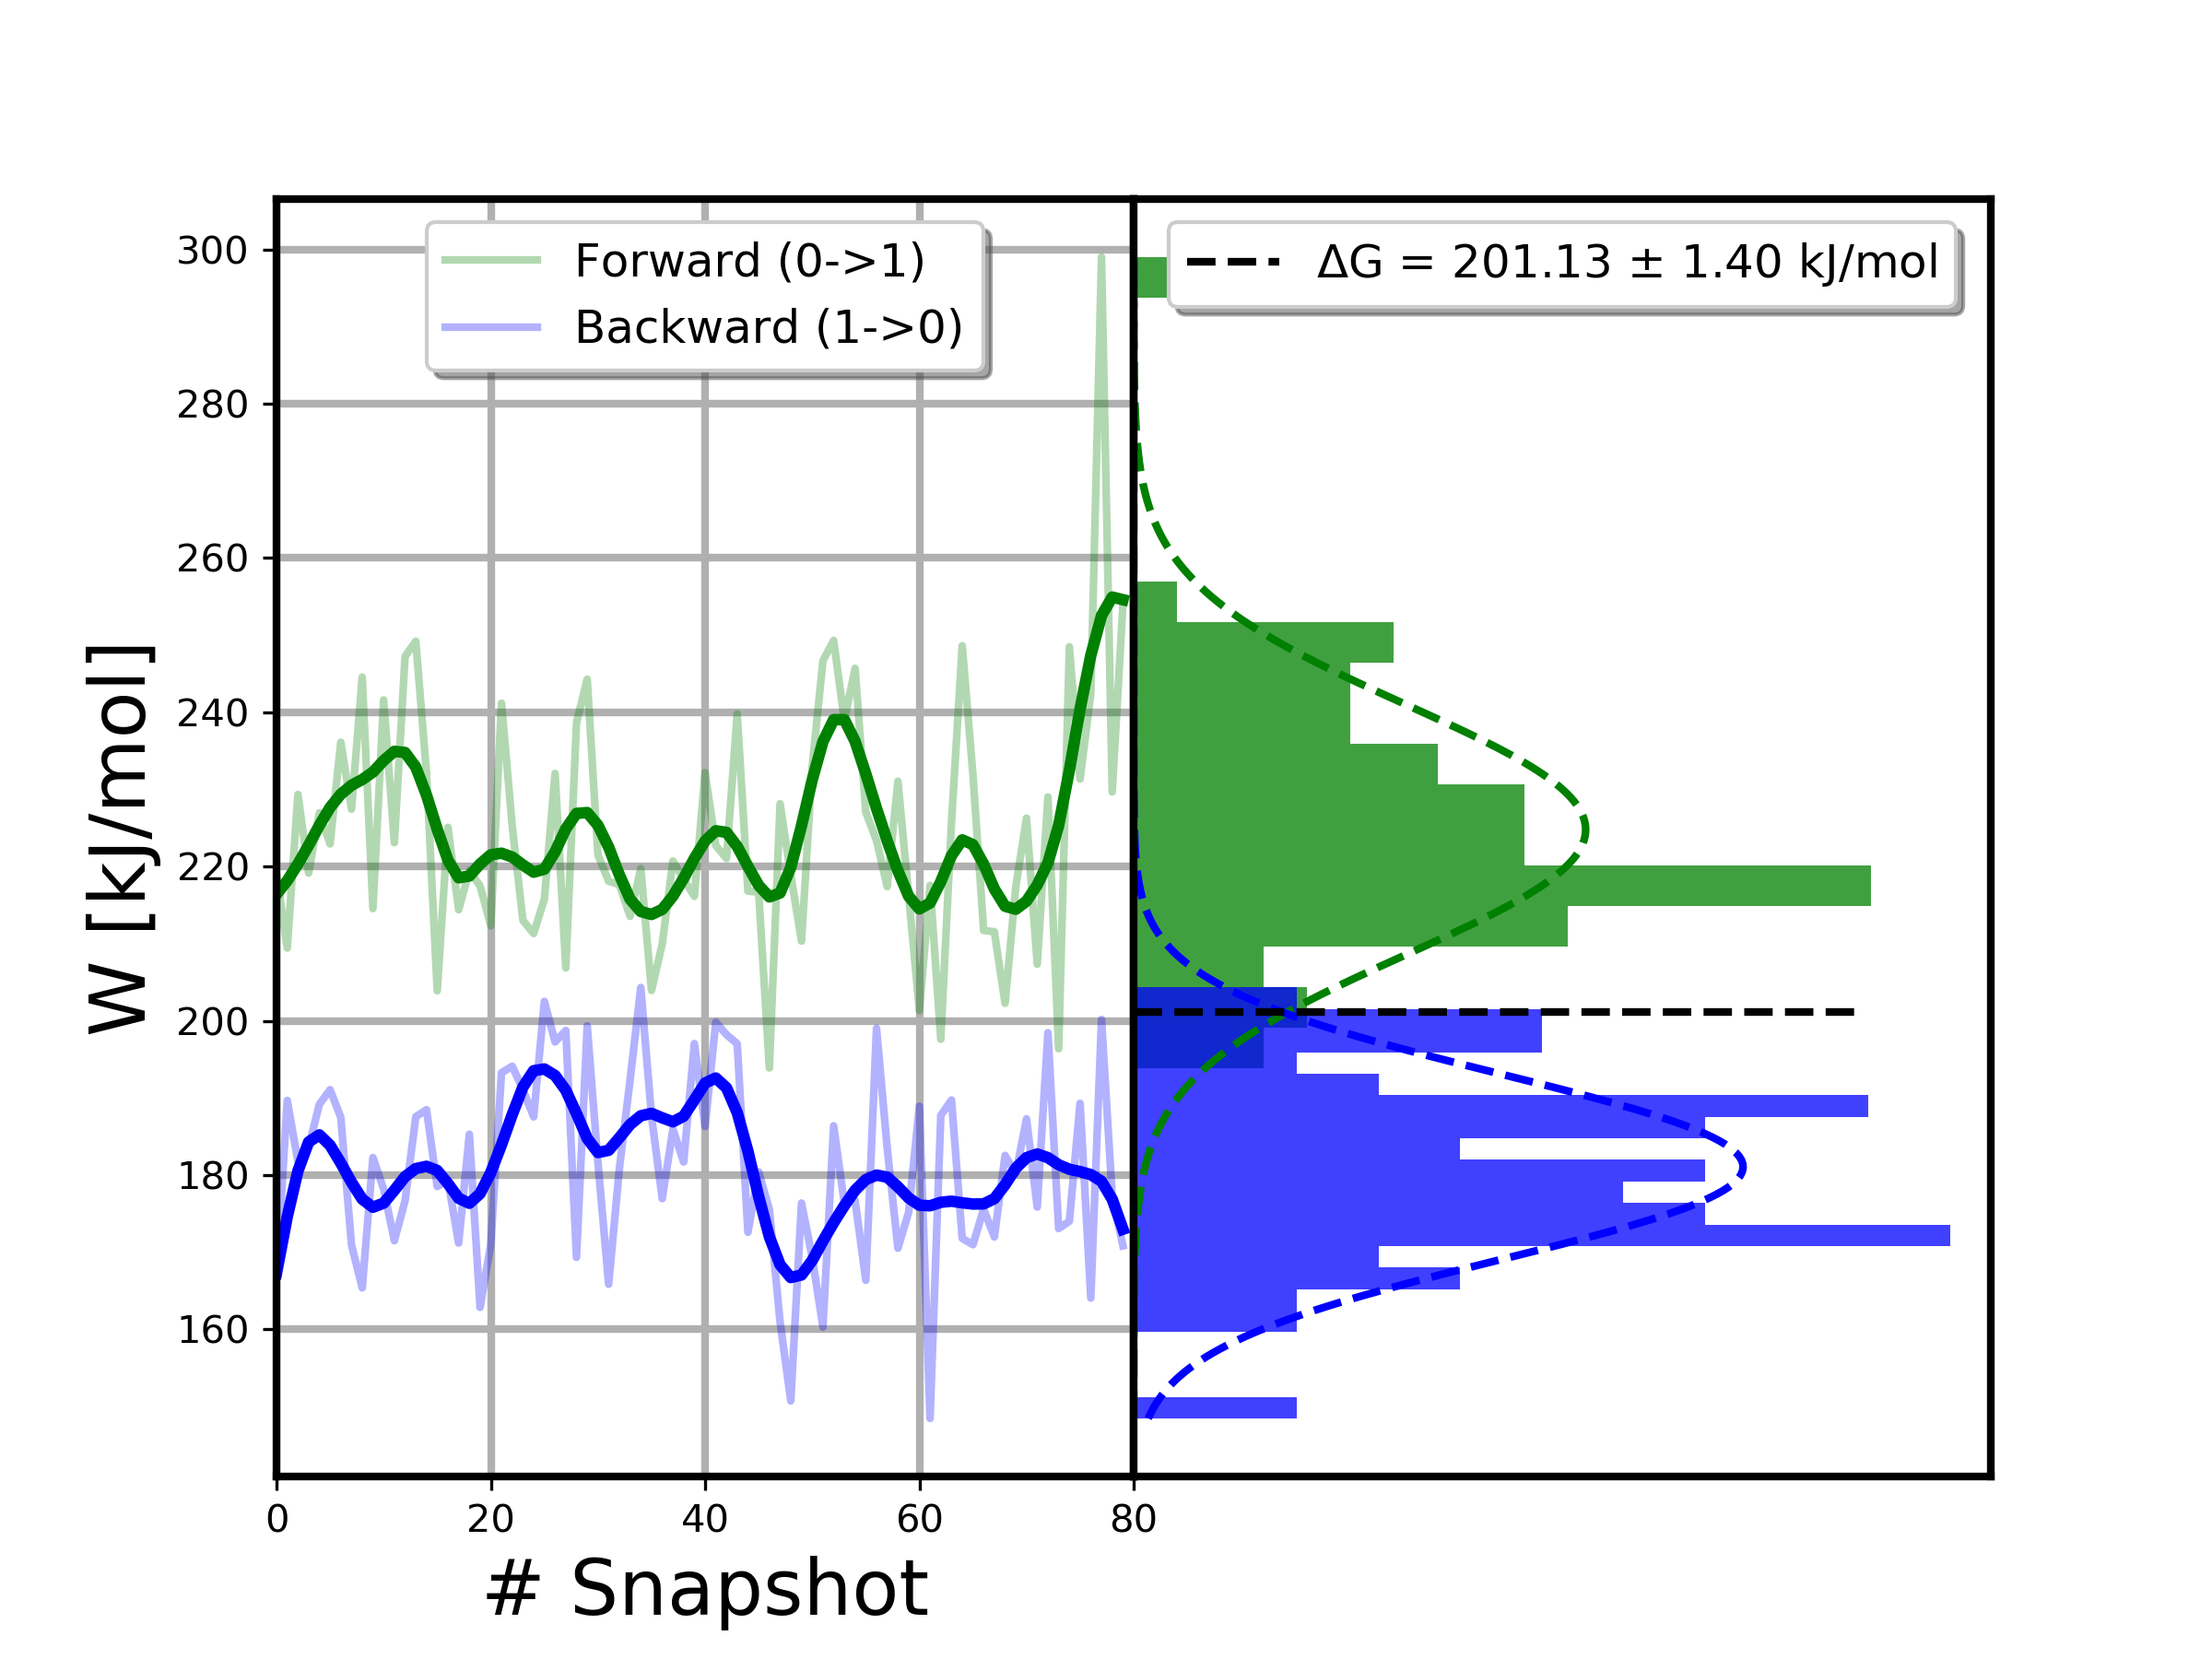 Forward (0->1)
Backward (1->0)
ΔG = 201.13 ± 1.40 kJ/mol
W [kJ/mol]
300
280
260
240
220
200
180
160
0 20 40 60 80
# Snapshot